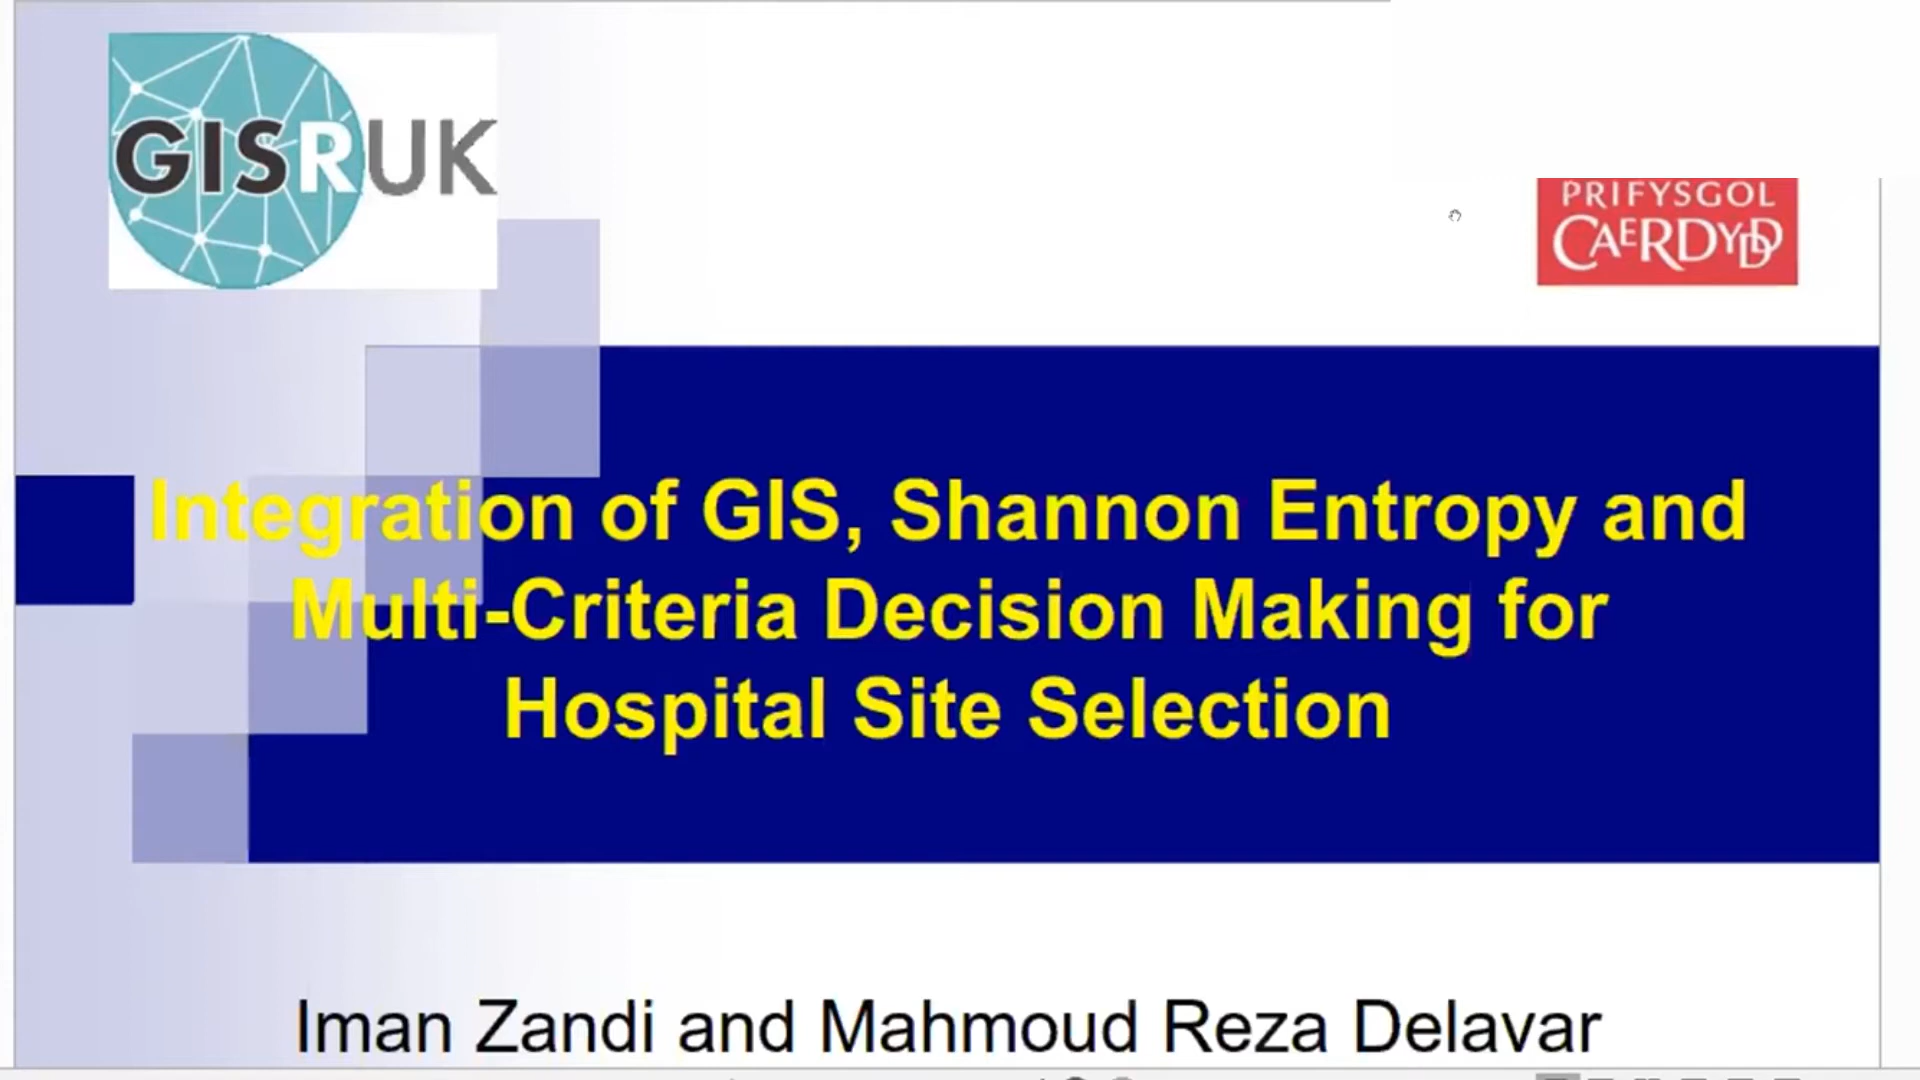 GISRUK
PRIFYSGOL
CAERDYDD
Integration of GIS, Shannon Entropy and
Multi-Criteria Decision Making for
Hospital Site Selection
Iman Zandi and Mahmoud Reza Delavar